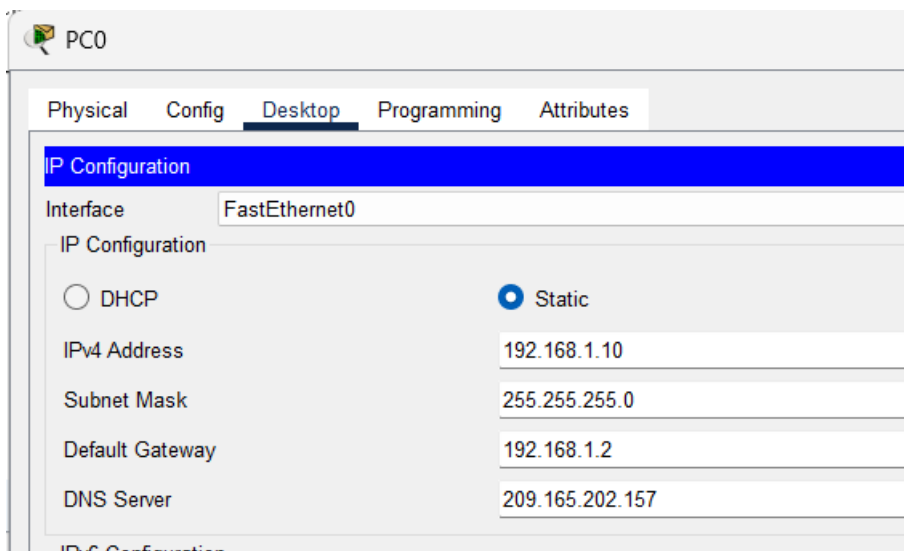 PC0
Physical Config Desktop Programming Attributes
IP Configuration
Interface FastEthernet0
IP Configuration
DHCP Static
IPv4 Address 192.168.1.10
Subnet Mask 255.255.255.0
Default Gateway 192.168.1.2
DNS Server 209.165.202.157
IPv6 Configuration